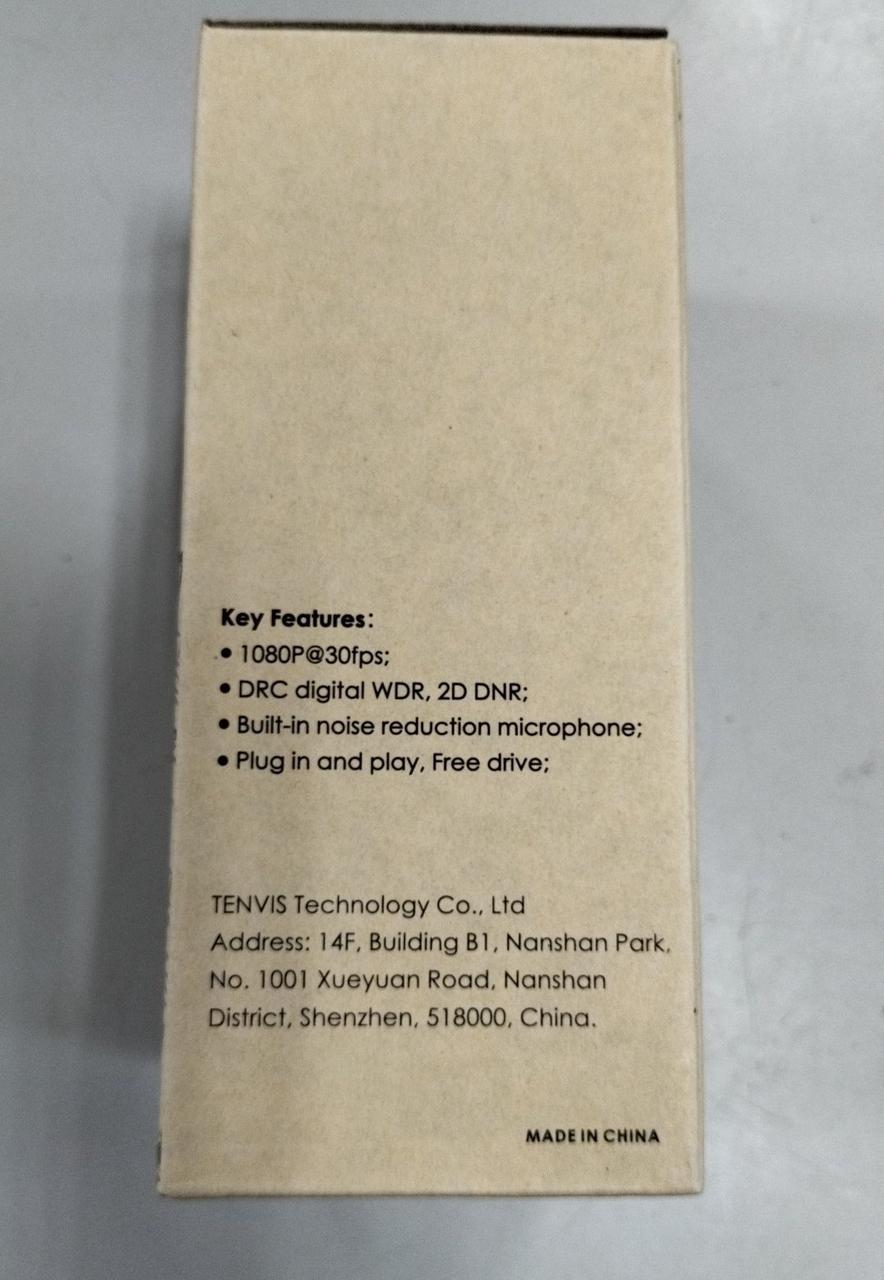 Key Features:
• 1080P@30fps;
• DRC digital WDR, 2D DNR;
• Built-in noise reduction microphone;
• Plug in and play, Free drive;
TENVIS Technology Co., Ltd
Address: 14F, Building B1, Nanshan Park,
No. 1001 Xueyuan Road, Nanshan
District, Shenzhen, 518000, China.
MADE IN CHINA